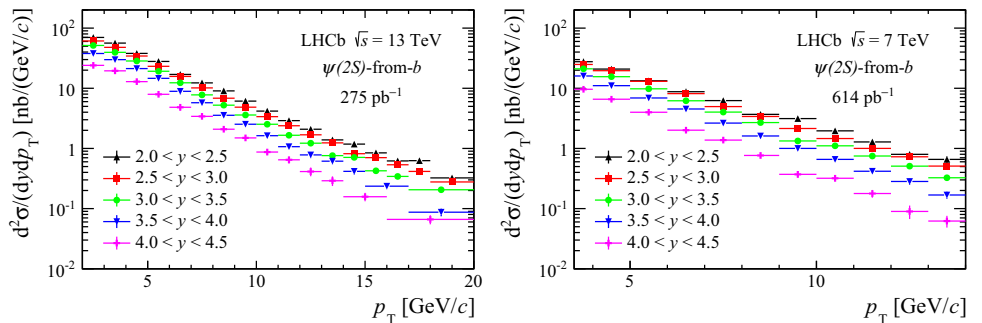 d²σ/(dydp_T) [nb/(GeV/c)]
10²
10
1
10⁻¹
10⁻²
LHCb √s = 13 TeV
ψ(2S)-from-b
275 pb⁻¹
2.0 < y < 2.5
2.5 < y < 3.0
3.0 < y < 3.5
3.5 < y < 4.0
4.0 < y < 4.5
5 10 15 20
p_T [GeV/c]
d²σ/(dydp_T) [nb/(GeV/c)]
10²
10
1
10⁻¹
10⁻²
LHCb √s = 7 TeV
ψ(2S)-from-b
614 pb⁻¹
2.0 < y < 2.5
2.5 < y < 3.0
3.0 < y < 3.5
3.5 < y < 4.0
4.0 < y < 4.5
5 10
p_T [GeV/c]